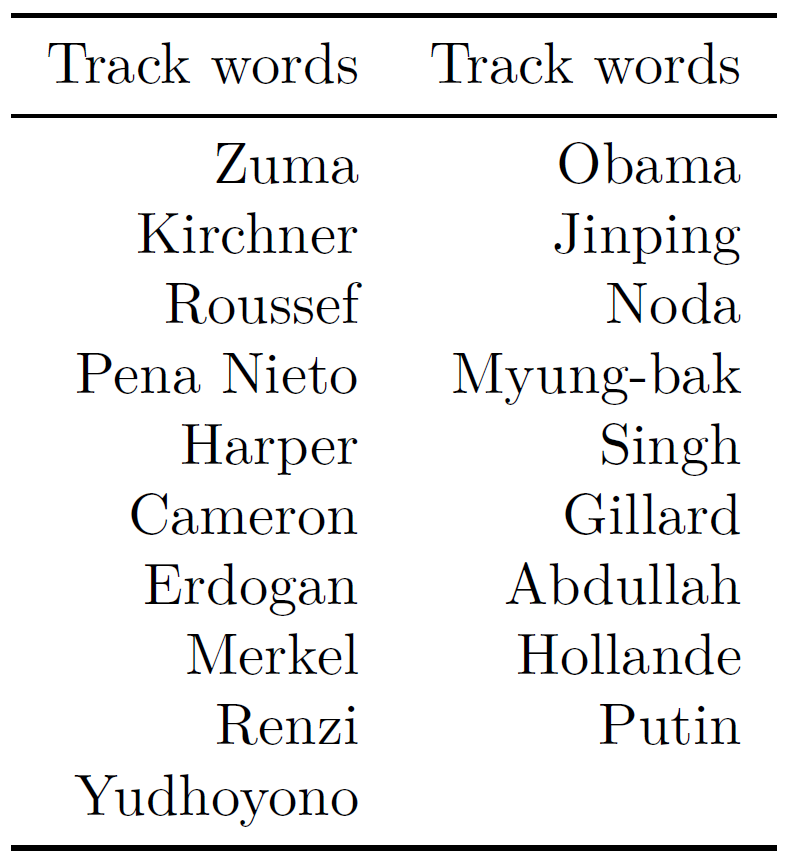 Track words Track words
Zuma Obama
Kirchner Jinping
Roussef Noda
Pena Nieto Myung-bak
Harper Singh
Cameron Gillard
Erdogan Abdullah
Merkel Hollande
Renzi Putin
Yudhoyono